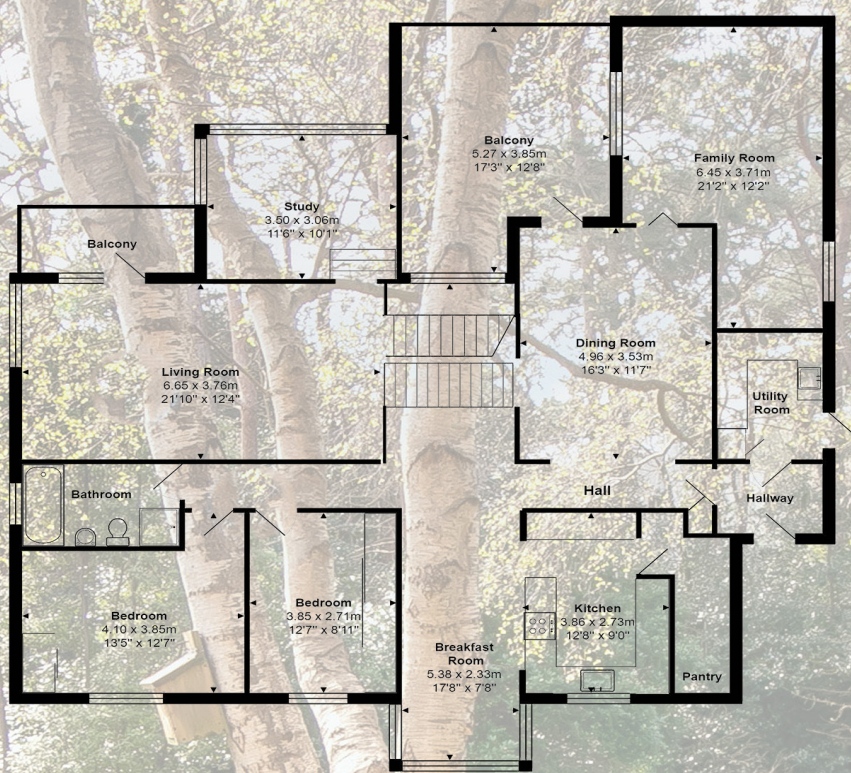 Balcony
5.27 x 3.85m
17'3" x 12'8"
Family Room
6.45 x 3.71m
21'2" x 12'2"
Study
3.50 x 3.06m
11'6" x 10'1"
Balcony
Living Room
6.65 x 3.76m
21'10" x 12'4"
Dining Room
4.96 x 3.53m
16'3" x 11'7"
Utility
Room
Bathroom
Hall
Hallway
Bedroom
4.10 x 3.85m
13'5" x 12'7"
Bedroom
3.85 x 2.71m
12'7" x 8'11"
Breakfast
Room
5.38 x 2.33m
17'8" x 7'8"
Kitchen
3.86 x 2.73m
12'8" x 9'0"
Pantry